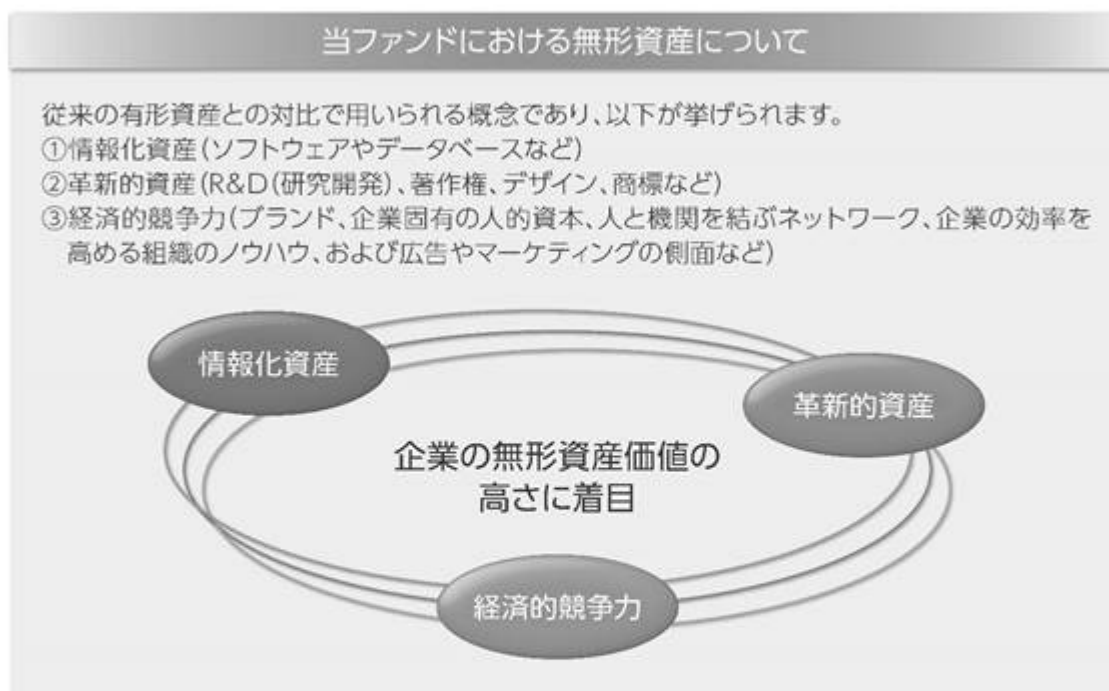 当ファンドにおける無形資産について
従来の有形資産との対比で用いられる概念であり、以下が挙げられます。
①情報化資産(ソフトウェアやデータベースなど)
②革新的資産(R&D(研究開発)、著作権、デザイン、商標など)
③経済的競争力(ブランド、企業固有の人的資本、人と機関を結ぶネットワーク、企業の効率を
高める組織のノウハウ、および広告やマーケティングの側面など)
情報化資産
革新的資産
企業の無形資産価値の
高さに着目
経済的競争力